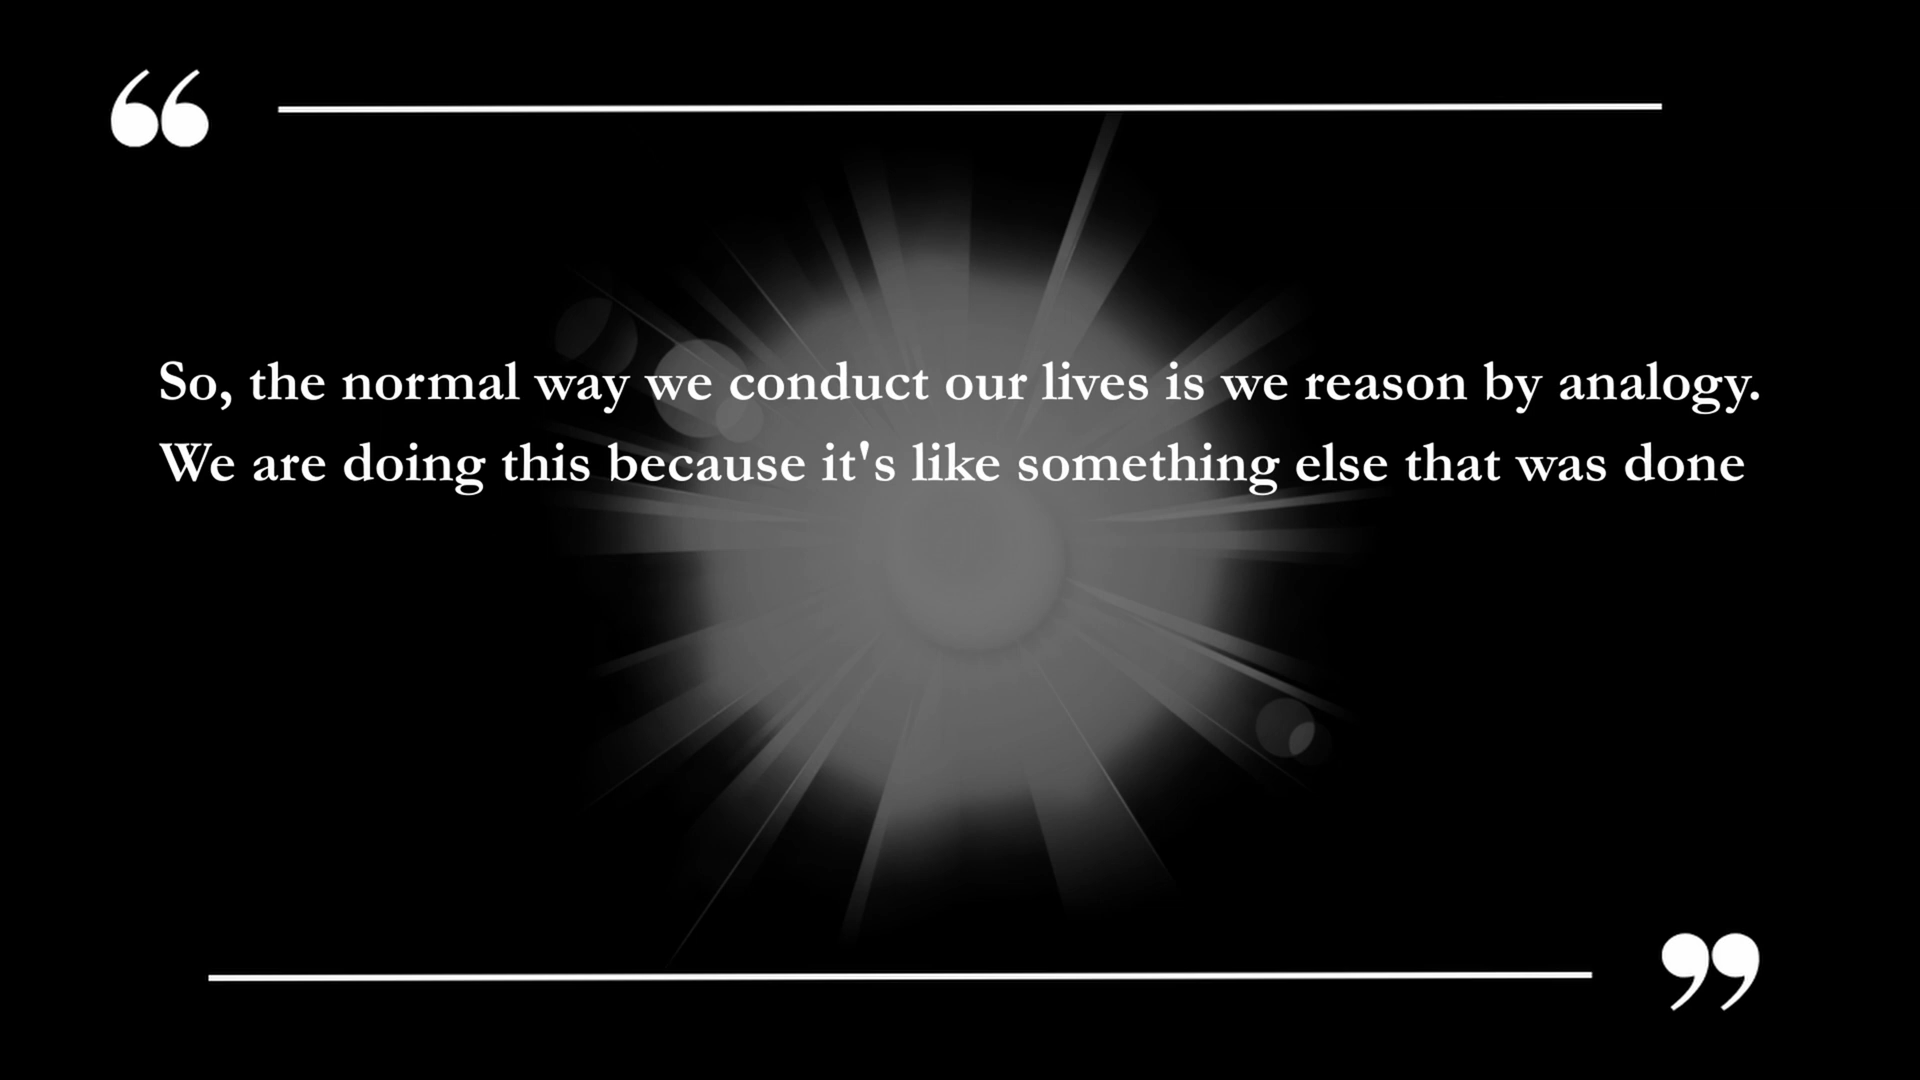 “
So, the normal way we conduct our lives is we reason by analogy.
We are doing this because it's like something else that was done
”